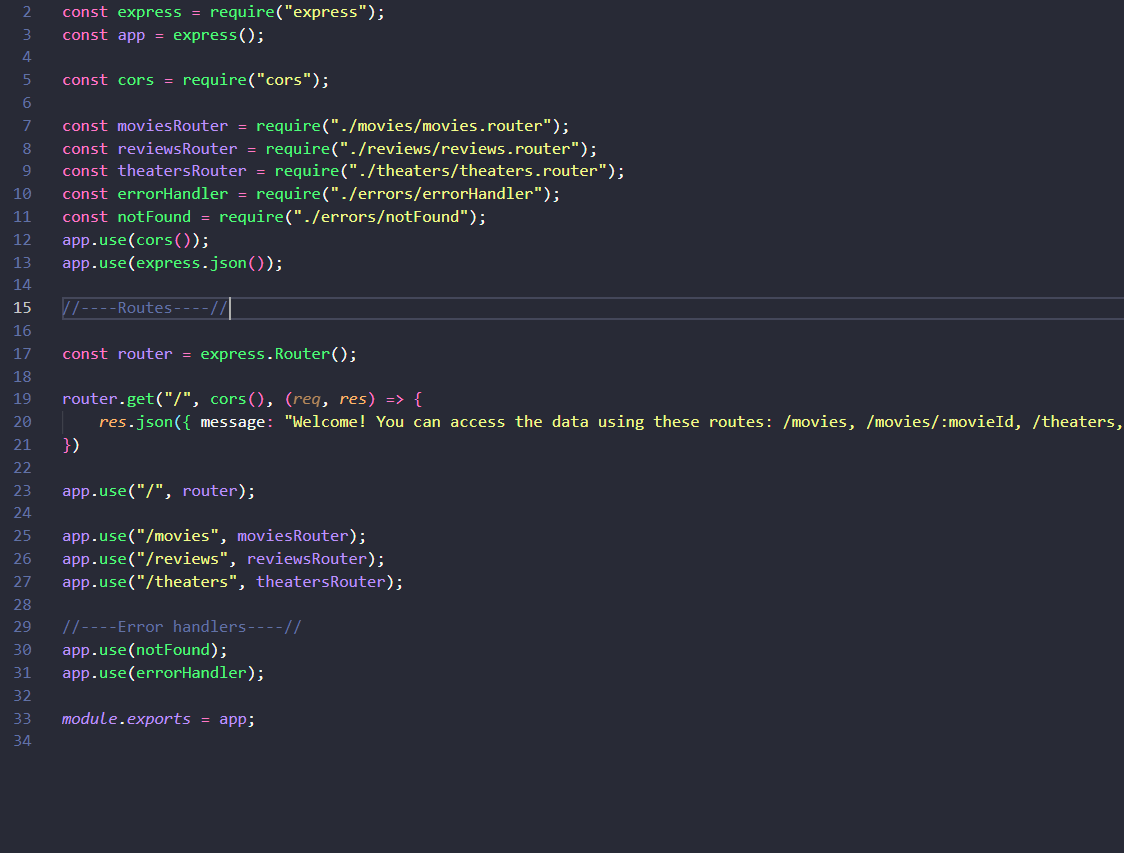 2 const express = require("express");
3 const app = express();
4
5 const cors = require("cors");
6
7 const moviesRouter = require("./movies/movies.router");
8 const reviewsRouter = require("./reviews/reviews.router");
9 const theatersRouter = require("./theaters/theaters.router");
10 const errorHandler = require("./errors/errorHandler");
11 const notFound = require("./errors/notFound");
12 app.use(cors());
13 app.use(express.json());
14
15 //----Routes----//
16
17 const router = express.Router();
18
19 router.get("/", cors(), (req, res) => {
20     res.json({ message: "Welcome! You can access the data using these routes: /movies, /movies/:movieId, /theaters,
21 })
22
23 app.use("/", router);
24
25 app.use("/movies", moviesRouter);
26 app.use("/reviews", reviewsRouter);
27 app.use("/theaters", theatersRouter);
28
29 //----Error handlers----//
30 app.use(notFound);
31 app.use(errorHandler);
32
33 module.exports = app;
34